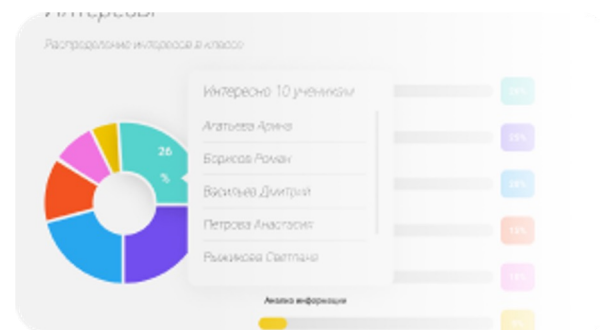 Интересы
Распределение интересов в классе
Интересно 10 ученикам
Агатьева Арина
Борисов Роман
Васильев Дмитрий
Петрова Анастасия
Рыжикова Светлана
26
%
Анализ информации